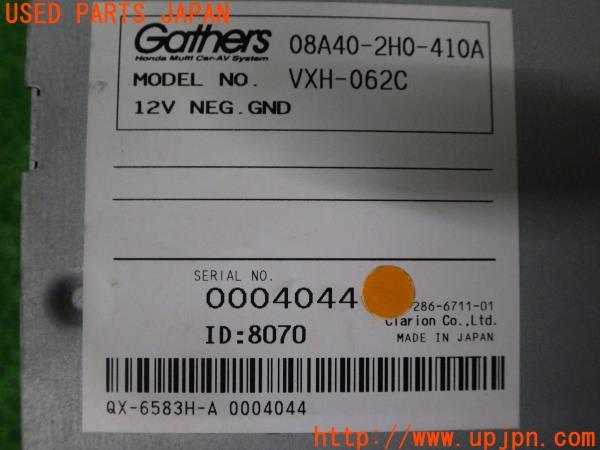 USED PARTS JAPAN
Gathers 08A40-2H0-410A
Honda Multi Car-AV System
MODEL NO. VXH-062C
12V NEG.GND
SERIAL NO.
0004044
286-6711-01
Clarion Co.,Ltd.
ID:8070
MADE IN JAPAN
QX-6583H-A 0004044
http://www.upjpn.com